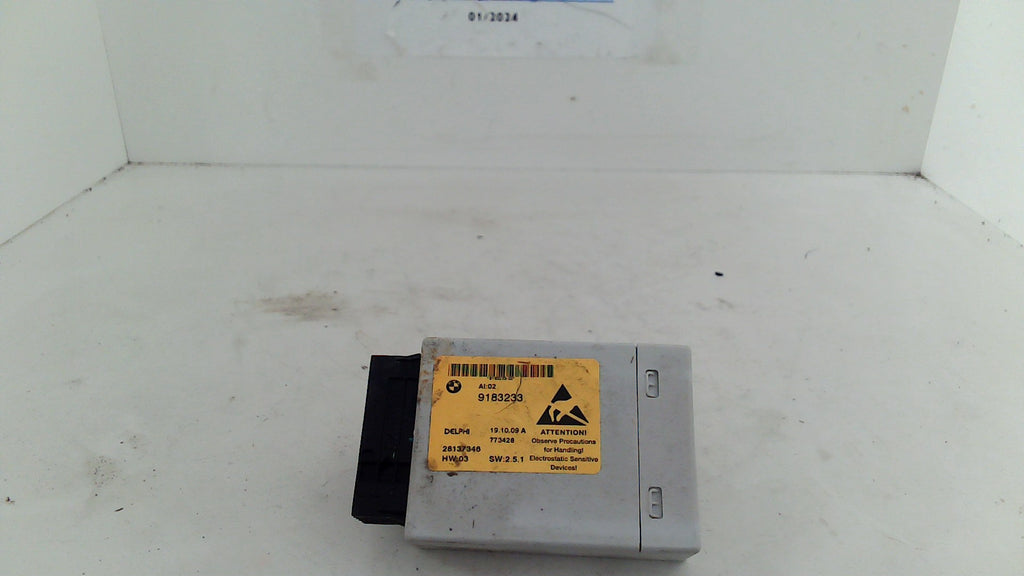 01/2024
AI:02
9183233
DELPHI 19.10.09 A
773428
28137346
HW:03 SW:2.5.1
ATTENTION!
Observe Precautions
for Handling!
Electrostatic Sensitive
Devices!